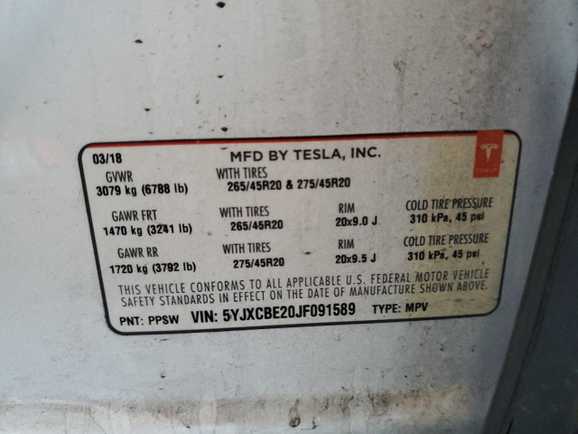 03/18 MFD BY TESLA, INC. TESLA
GVWR WITH TIRES
3079 kg (6788 lb) 265/45R20 & 275/45R20
GAWR FRT WITH TIRES RIM COLD TIRE PRESSURE
1470 kg (3241 lb) 265/45R20 20x9.0 J 310 kPa, 45 psi
GAWR RR RIM COLD TIRE PRESSURE
1720 kg (3792 lb) 275/45R20 20x9.5 J 310 kPa, 45 psi
THIS VEHICLE CONFORMS TO ALL APPLICABLE U.S. FEDERAL MOTOR VEHICLE
SAFETY STANDARDS IN EFFECT ON THE DATE OF MANUFACTURE SHOWN ABOVE.
PNT: PPSW VIN: 5YJXCBE20JF091589 TYPE: MPV